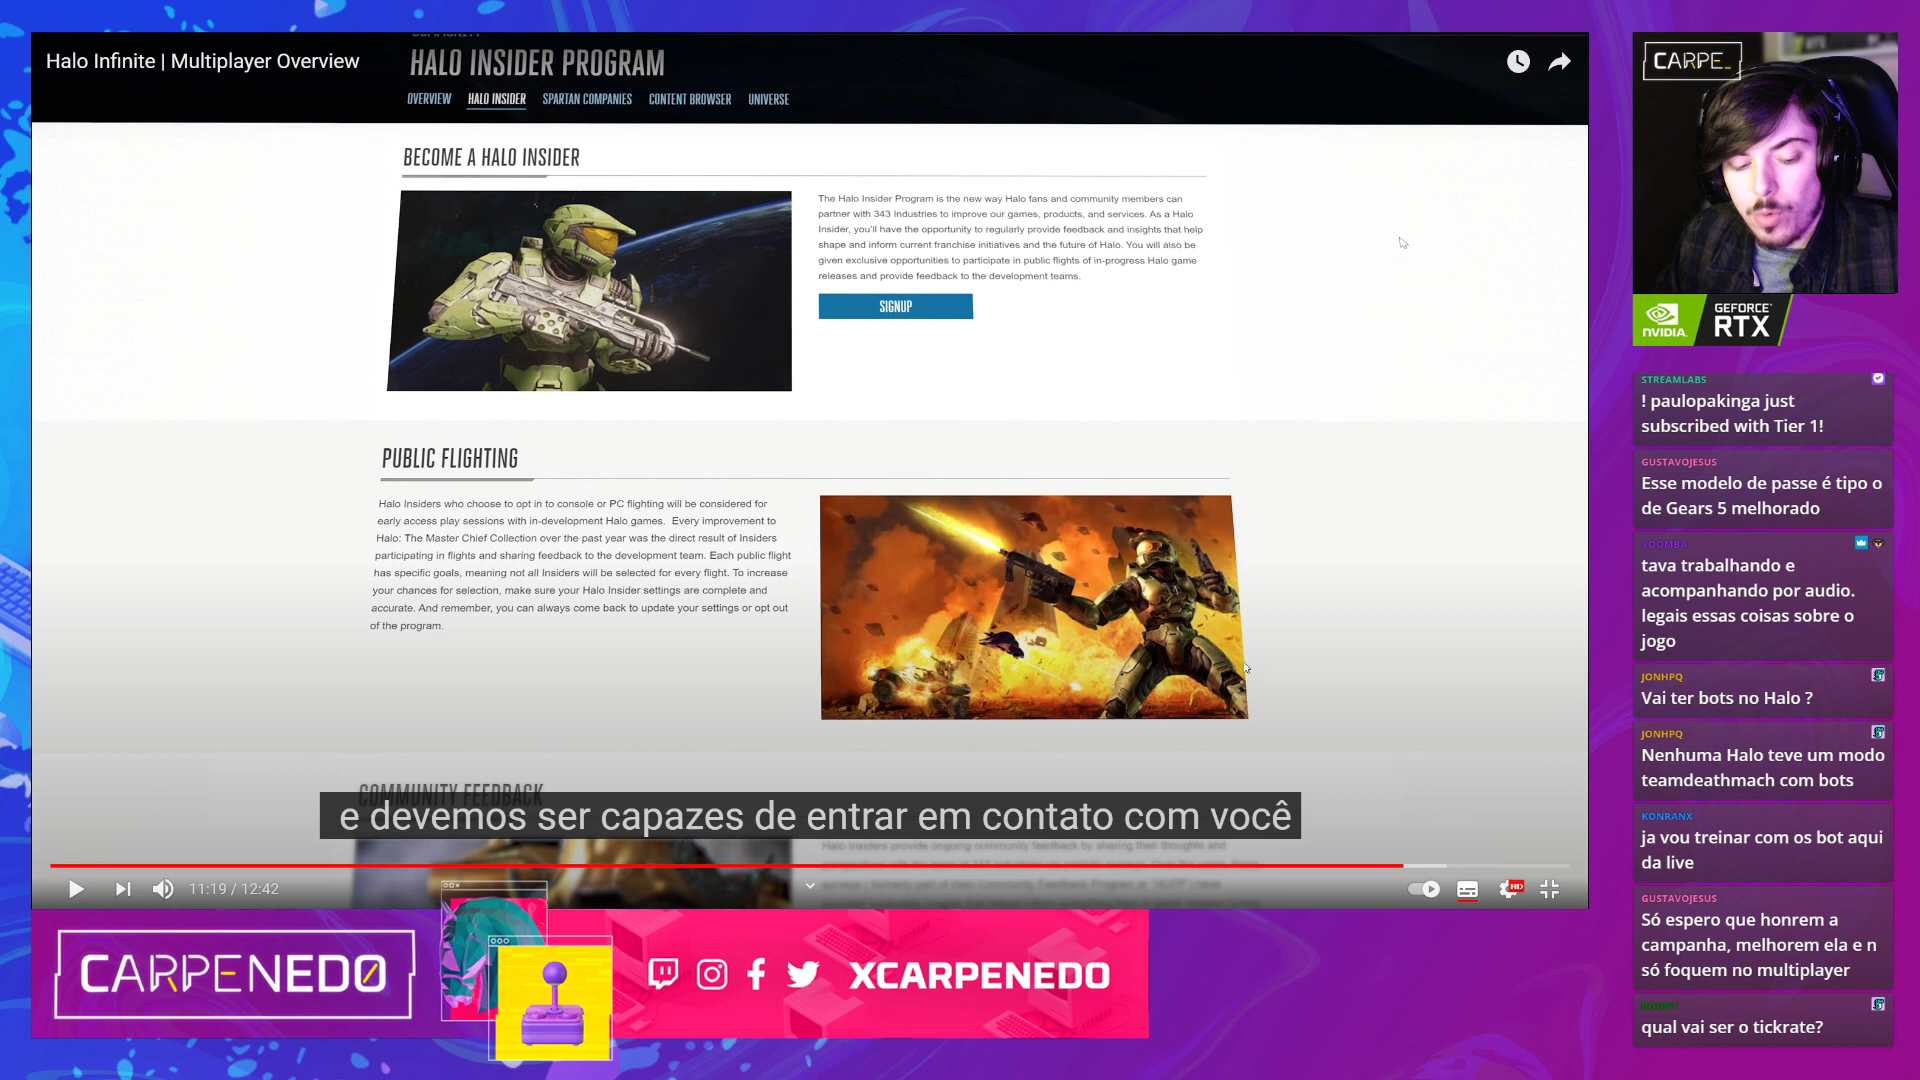 Halo Infinite | Multiplayer Overview
HALO INSIDER PROGRAM
OVERVIEW HALO INSIDER SPARTAN COMPANIES CONTENT BROWSER UNIVERSE
BECOME A HALO INSIDER
The Halo Insider Program is the new way Halo fans and community members can
partner with 343 Industries to improve our games, products, and services. As a Halo
Insider, you'll have the opportunity to regularly provide feedback and insights that help
shape and inform current franchise initiatives and the future of Halo. You will also be
given exclusive opportunities to participate in public flights of in-progress Halo game
releases and provide feedback to the development teams.
SIGNUP
PUBLIC FLIGHTING
Halo Insiders who choose to opt in to console or PC flighting will be considered for
early access play sessions with in-development Halo games. Every improvement to
Halo: The Master Chief Collection over the past year was the direct result of Insiders
participating in flights and sharing feedback to the development team. Each public flight
has specific goals, meaning not all Insiders will be selected for every flight. To increase
your chances for selection, make sure your Halo Insider settings are complete and
accurate. And remember, you can always come back to update your settings or opt out
of the program.
COMMUNITY FEEDBACK
e devemos ser capazes de entrar em contato com você
Halo Insiders provide ongoing community feedback by sharing their thoughts and
11:19 / 12:42
HD
CARPENEDO
XCARPENEDO
CARPE_
NVIDIA.
GEFORCE
RTX
STREAMLABS
! paulopakinga just
subscribed with Tier 1!
GUSTAVOJESUS
Esse modelo de passe é tipo o
de Gears 5 melhorado
VOOMBA
tava trabalhando e
acompanhando por audio.
legais essas coisas sobre o
jogo
JONHPQ
Vai ter bots no Halo ?
JONHPQ
Nenhuma Halo teve um modo
teamdeathmach com bots
KONRANX
ja vou treinar com os bot aqui
da live
GUSTAVOJESUS
Só espero que honrem a
campanha, melhorem ela e n
só foquem no multiplayer
qual vai ser o tickrate?